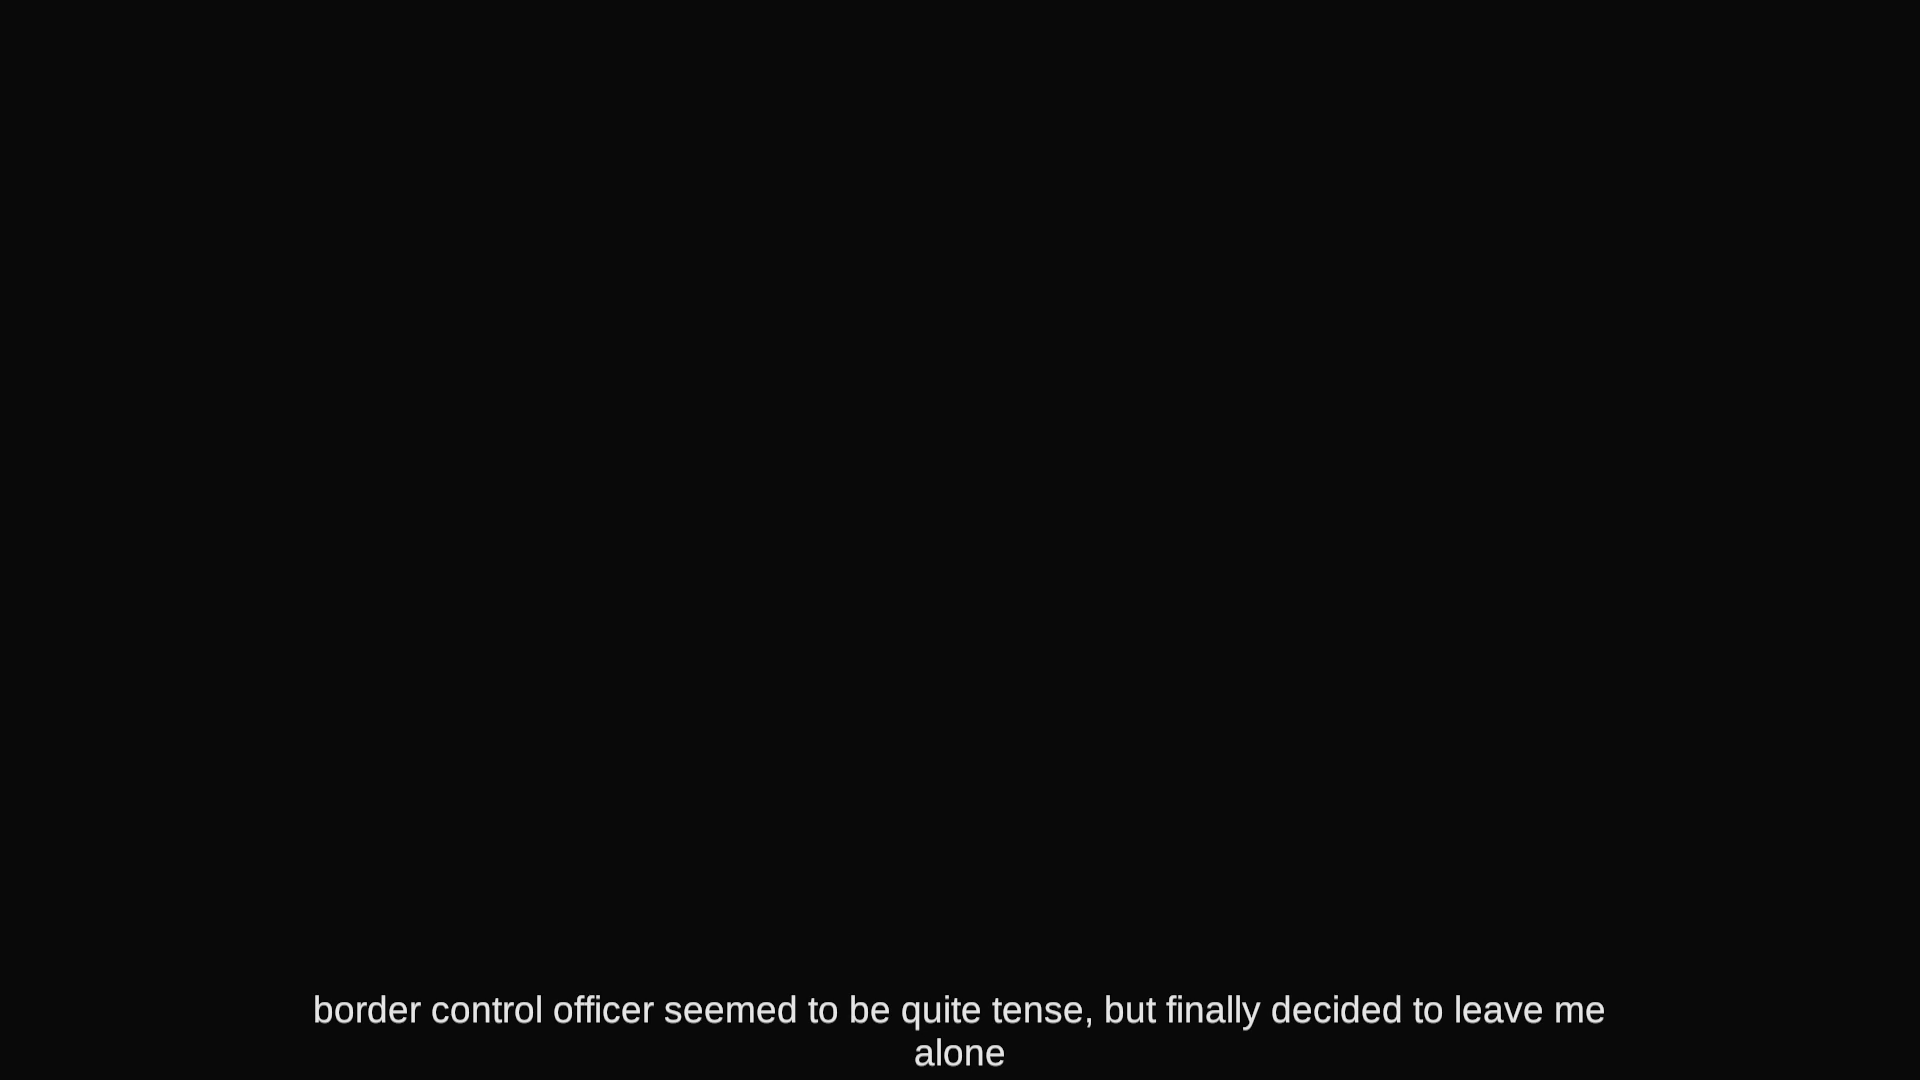 border control officer seemed to be quite tense, but finally decided to leave me
alone